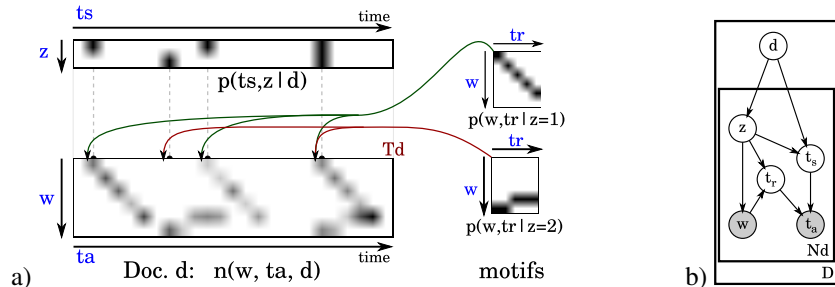 ts
time
z
p(ts,z | d)
tr
w
p(w,tr | z=1)
tr
Td
w
w
p(w,tr | z=2)
ta
time
a)
Doc. d: n(w, ta, d)
motifs
d
z
ts
tr
w
ta
Nd
b)
D